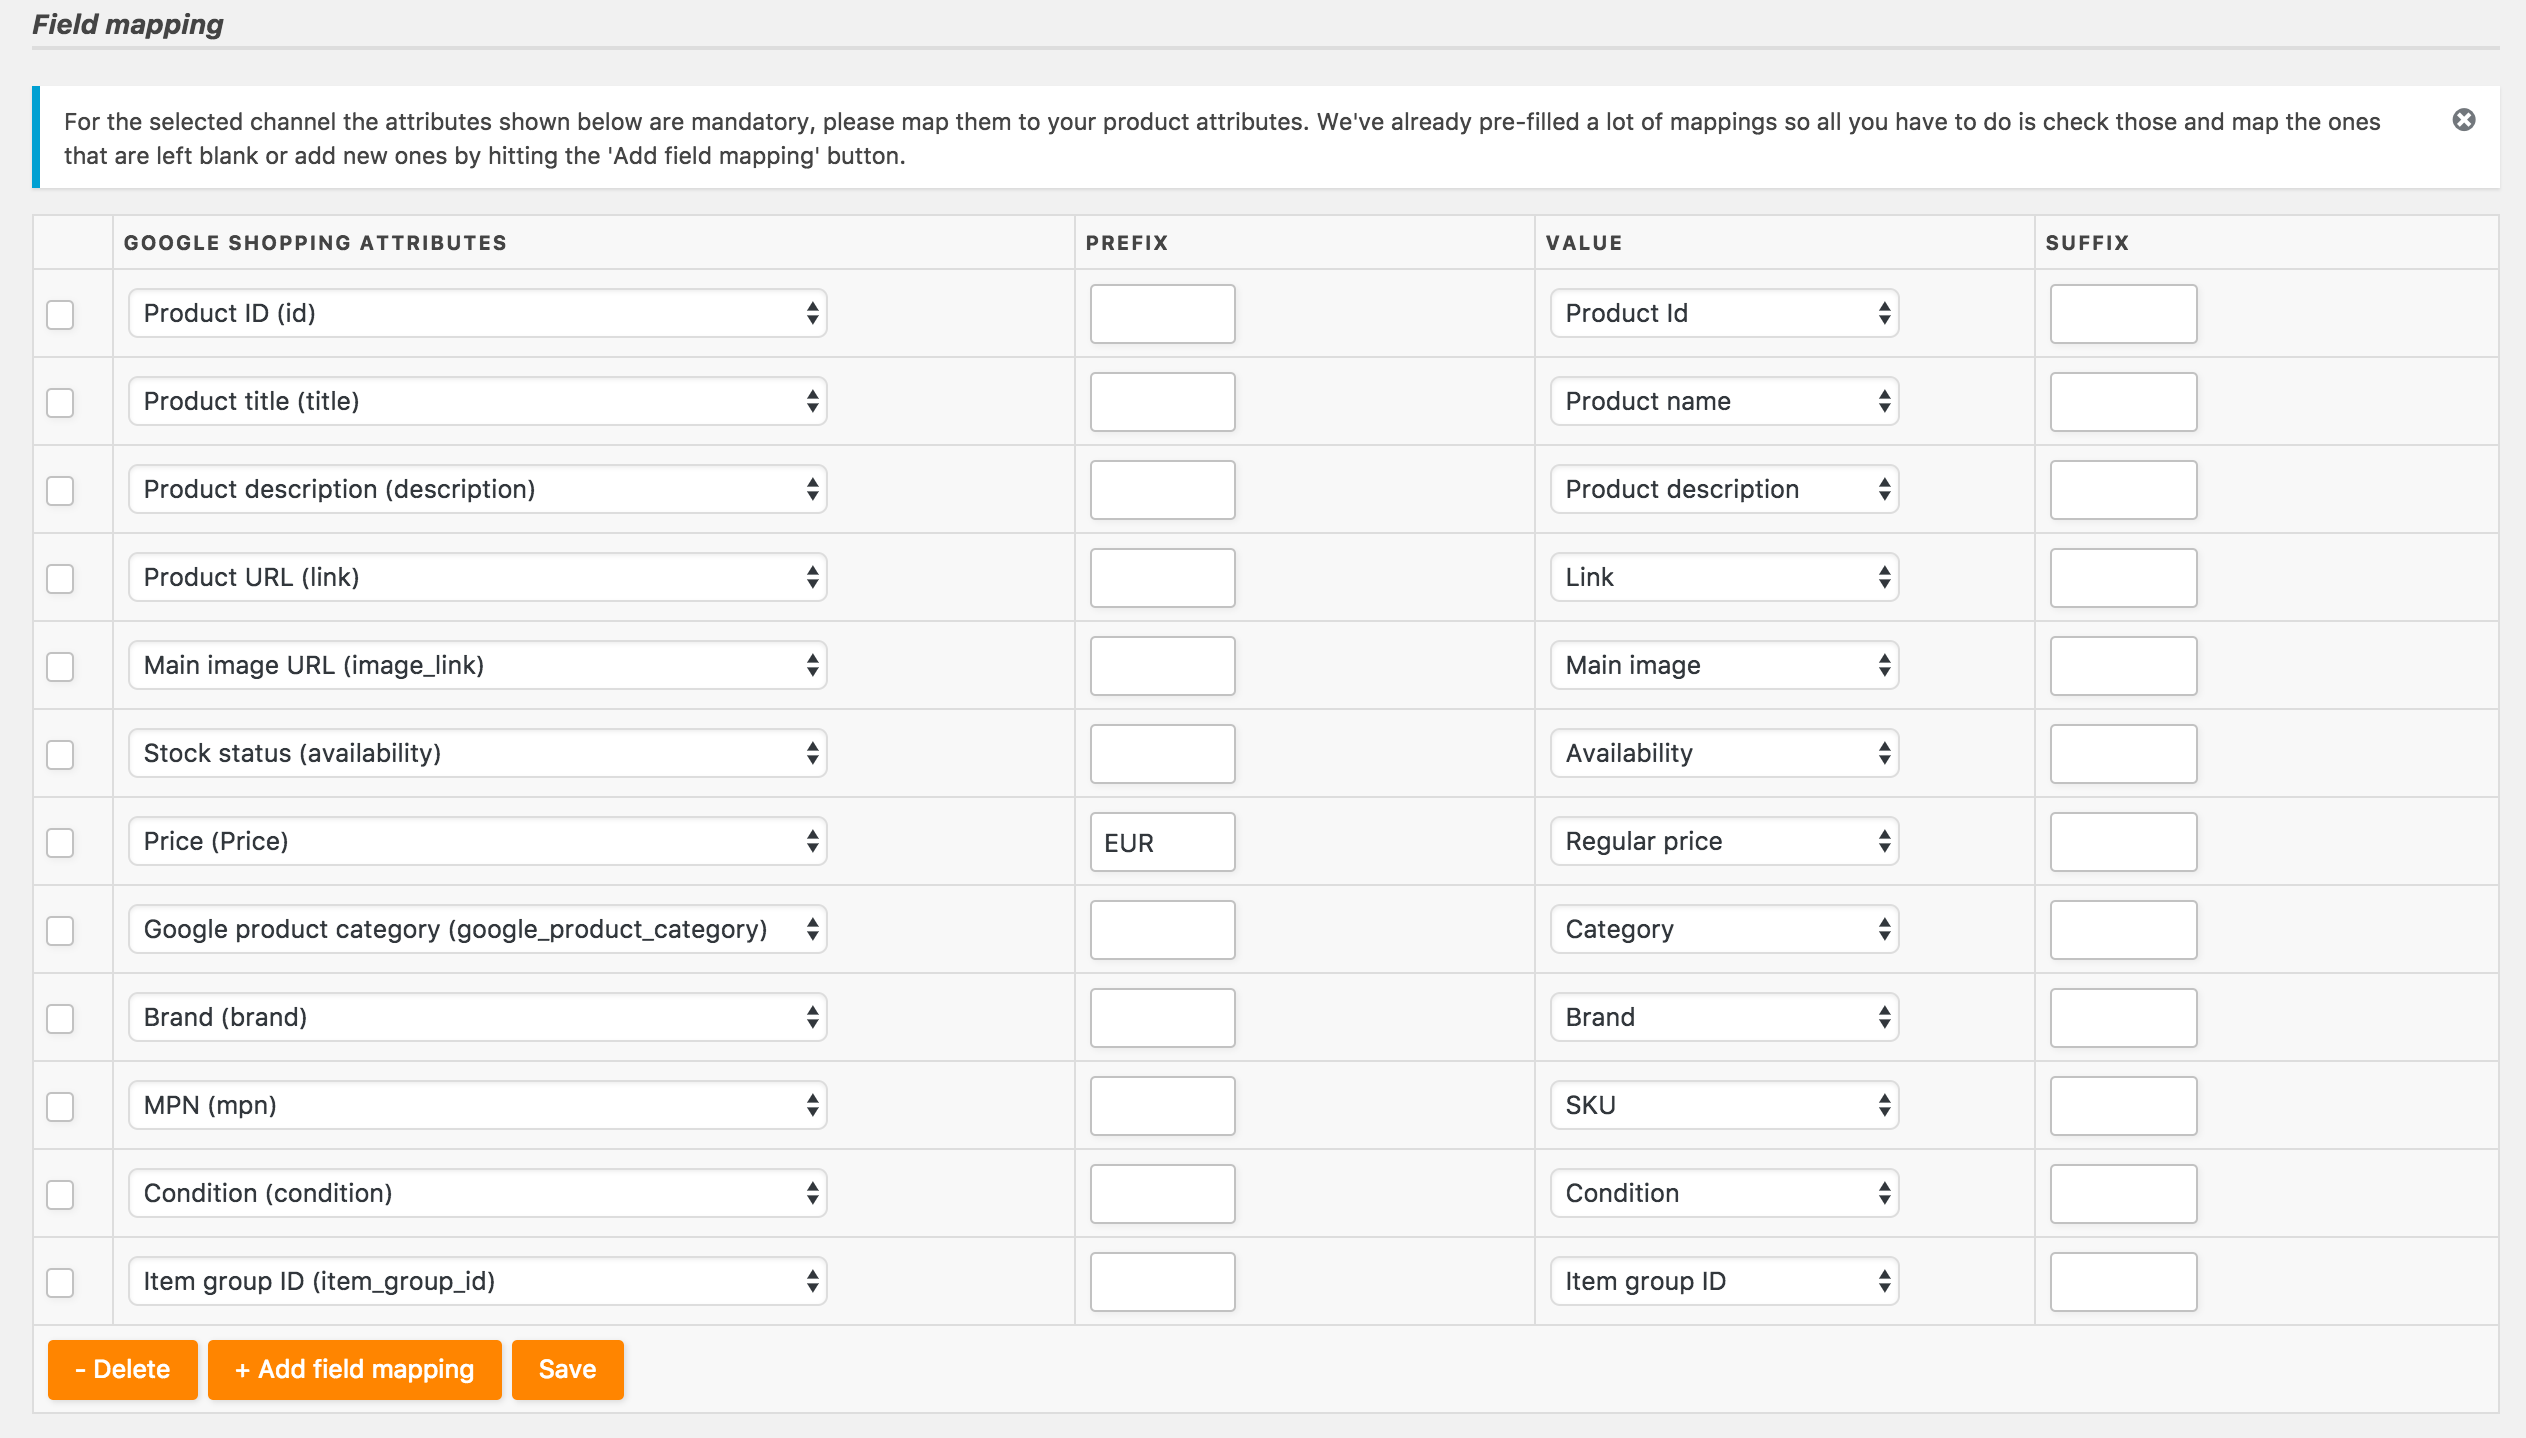 Field mapping
For the selected channel the attributes shown below are mandatory, please map them to your product attributes. We've already pre-filled a lot of mappings so all you have to do is check those and map the ones
that are left blank or add new ones by hitting the 'Add field mapping' button.
GOOGLE SHOPPING ATTRIBUTES PREFIX VALUE SUFFIX
Product ID (id) Product Id
Product title (title) Product name
Product description (description) Product description
Product URL (link) Link
Main image URL (image_link) Main image
Stock status (availability) Availability
Price (Price) EUR Regular price
Google product category (google_product_category) Category
Brand (brand) Brand
MPN (mpn) SKU
Condition (condition) Condition
Item group ID (item_group_id) Item group ID
- Delete + Add field mapping Save